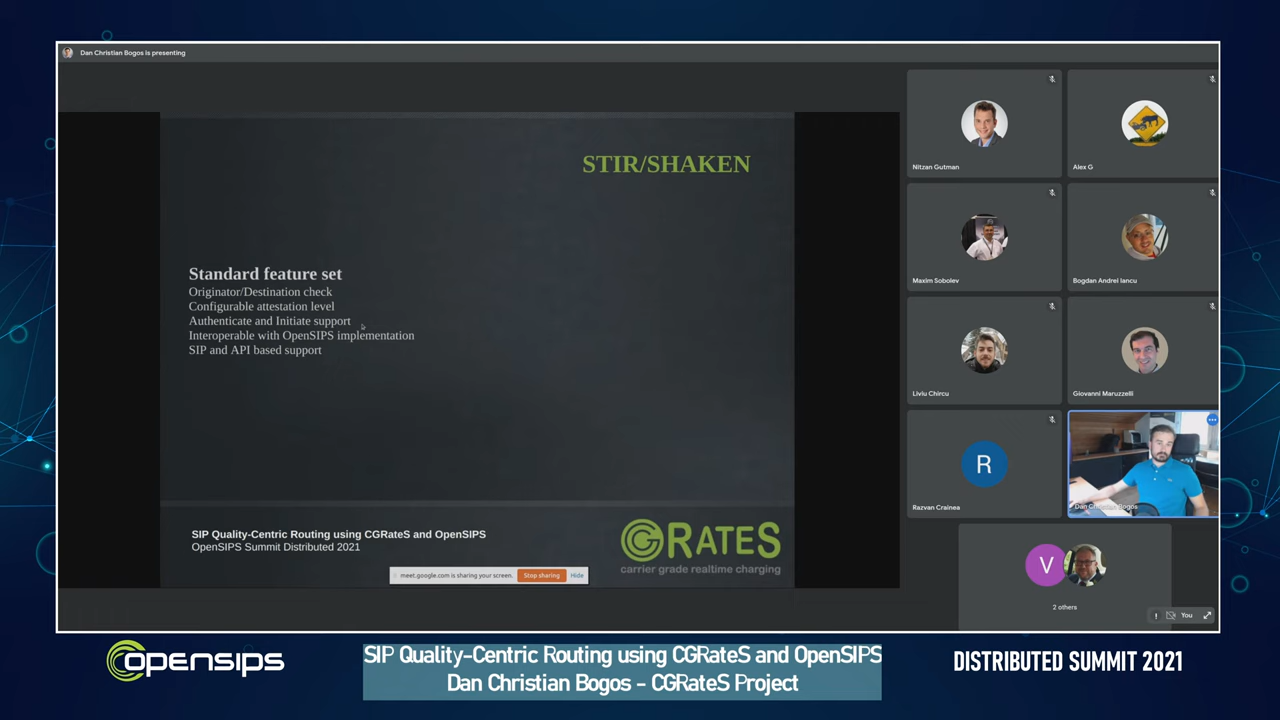 Dan Christian Bogos is presenting
STIR/SHAKEN
Standard feature set
Originator/Destination check
Configurable attestation level
Authenticate and Initiate support
Interoperable with OpenSIPS implementation
SIP and API based support
SIP Quality-Centric Routing using CGRateS and OpenSIPS
OpenSIPS Summit Distributed 2021
CGRATES
carrier grade realtime charging
meet.google.com is sharing your screen.
Stop sharing
Hide
Nitzan Gutman
Alex G
Maxim Sobolev
Bogdan Andrei Iancu
Liviu Chircu
Giovanni Maruzzelli
R
Razvan Crainea
Dan Christian Bogos
V
2 others
You
opensips
SIP Quality-Centric Routing using CGRateS and OpenSIPS
Dan Christian Bogos - CGRateS Project
DISTRIBUTED SUMMIT 2021